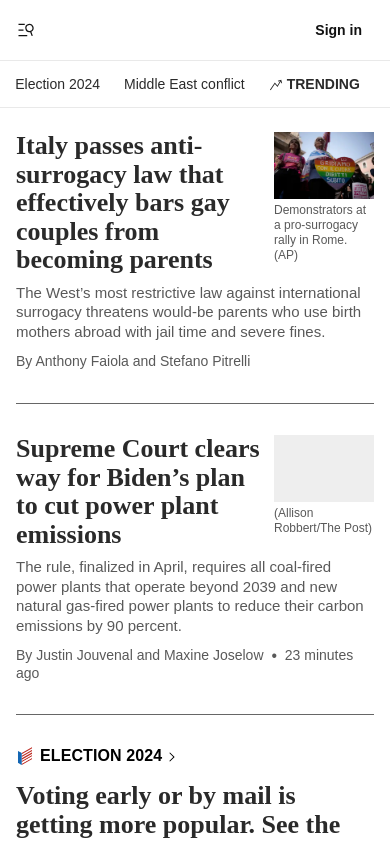 Sign in
Election 2024
Middle East conflict
TRENDING
Italy passes anti-
surrogacy law that
effectively bars gay
couples from
becoming parents
Demonstrators at
a pro-surrogacy
rally in Rome.
(AP)
The West’s most restrictive law against international
surrogacy threatens would-be parents who use birth
mothers abroad with jail time and severe fines.
By Anthony Faiola and Stefano Pitrelli
Supreme Court clears
way for Biden’s plan
to cut power plant
emissions
(Allison
Robbert/The Post)
The rule, finalized in April, requires all coal-fired
power plants that operate beyond 2039 and new
natural gas-fired power plants to reduce their carbon
emissions by 90 percent.
By Justin Jouvenal and Maxine Joselow • 23 minutes
ago
ELECTION 2024
Voting early or by mail is
getting more popular. See the